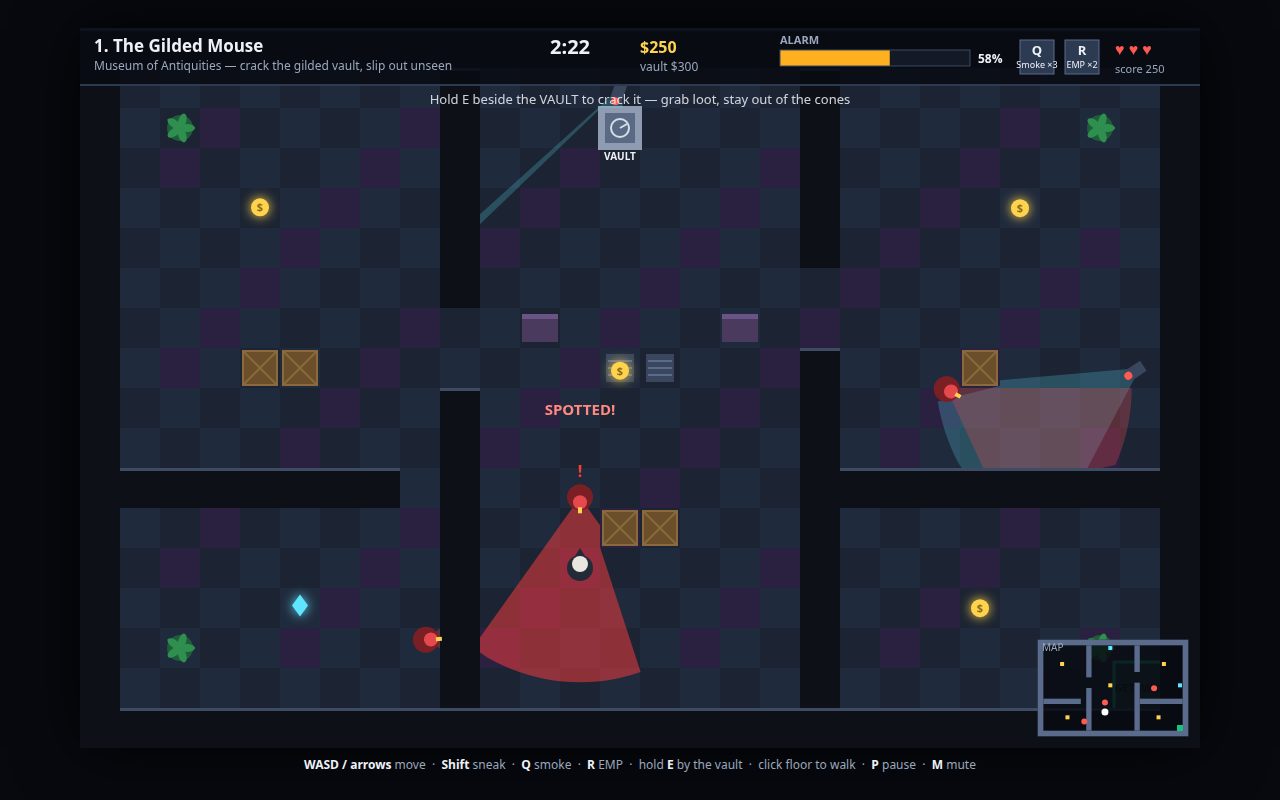 1. The Gilded Mouse
Museum of Antiquities — crack the gilded vault, slip out unseen
2:22
$250
vault $300
ALARM
58%
Q
Smoke ×3
R
EMP ×2
♥ ♥ ♥
score 250
Hold E beside the VAULT to crack it — grab loot, stay out of the cones
VAULT
$
$
$
SPOTTED!
!
$
MAP
WASD / arrows move · Shift sneak · Q smoke · R EMP · hold E by the vault · click floor to walk · P pause · M mute